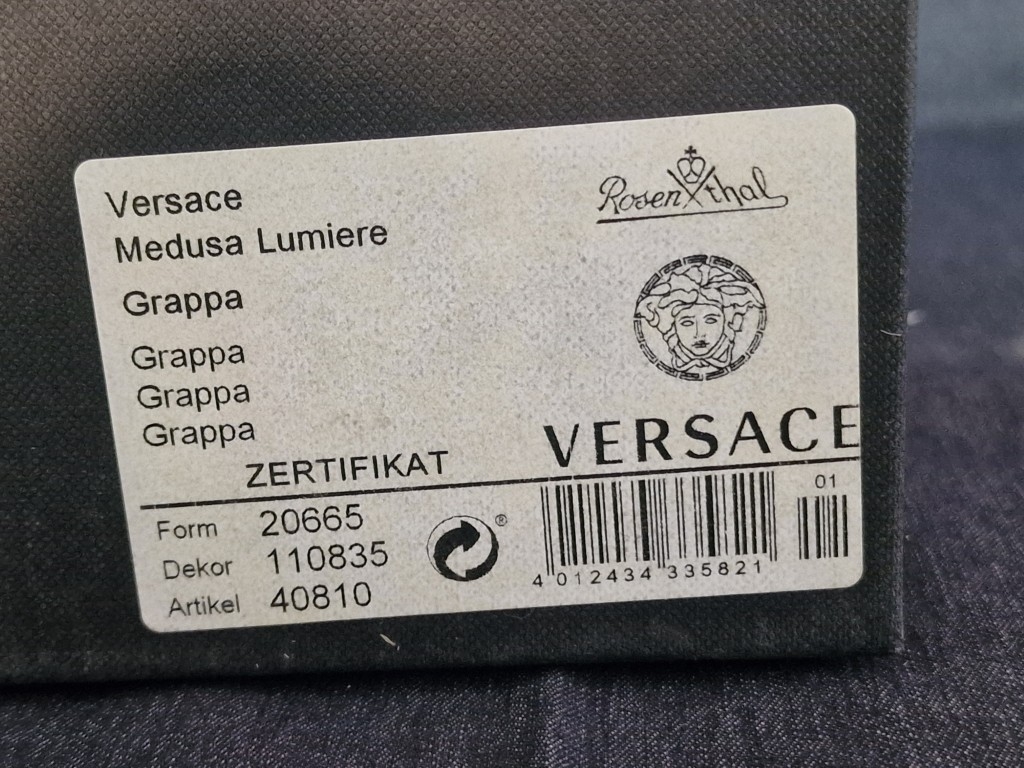 Versace
Medusa Lumiere
Grappa
Grappa
Grappa
Grappa
ZERTIFIKAT
Form 20665
Dekor 110835
Artikel 40810
Rosenthal
VERSACE
®
01
4 012434 335821